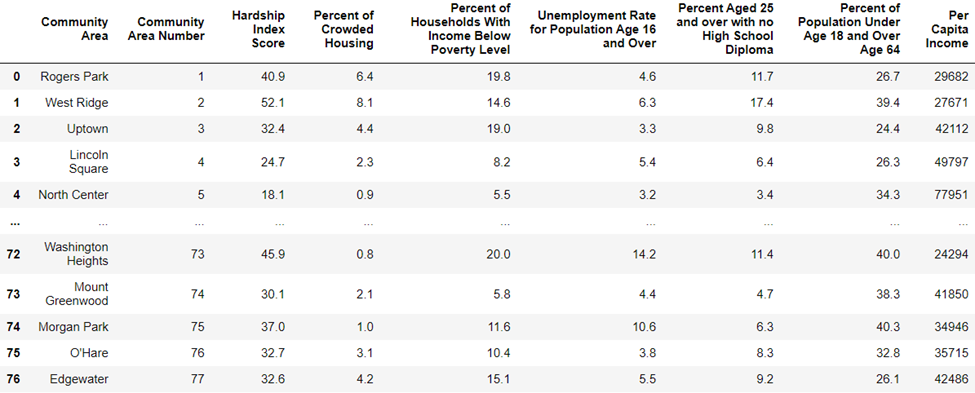 Community Area Community Area Number Hardship Index Score Percent of Crowded Housing Percent of Households With Income Below Poverty Level Unemployment Rate for Population Age 16 and Over Percent Aged 25 and over with no High School Diploma Percent of Population Under Age 18 and Over Age 64 Per Capita Income
0 Rogers Park 1 40.9 6.4 19.8 4.6 11.7 26.7 29682
1 West Ridge 2 52.1 8.1 14.6 6.3 17.4 39.4 27671
2 Uptown 3 32.4 4.4 19.0 3.3 9.8 24.4 42112
3 Lincoln Square 4 24.7 2.3 8.2 5.4 6.4 26.3 49797
4 North Center 5 18.1 0.9 5.5 3.2 3.4 34.3 77951
... ... ... ... ... ... ... ... ... ...
72 Washington Heights 73 45.9 0.8 20.0 14.2 11.4 40.0 24294
73 Mount Greenwood 74 30.1 2.1 5.8 4.4 4.7 38.3 41850
74 Morgan Park 75 37.0 1.0 11.6 10.6 6.3 40.3 34946
75 O'Hare 76 32.7 3.1 10.4 3.8 8.3 32.8 35715
76 Edgewater 77 32.6 4.2 15.1 5.5 9.2 26.1 42486